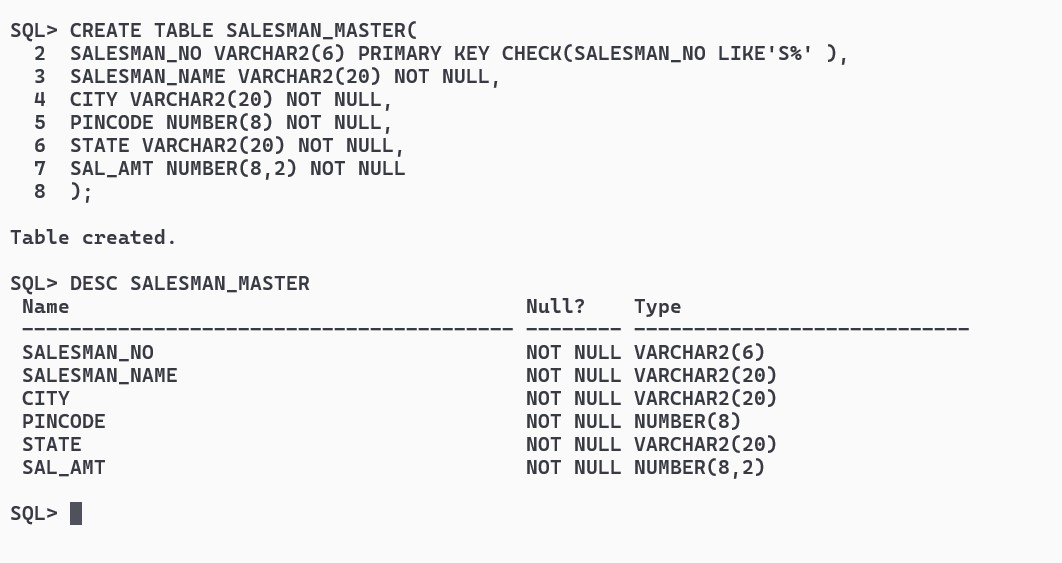 SQL> CREATE TABLE SALESMAN_MASTER(
  2  SALESMAN_NO VARCHAR2(6) PRIMARY KEY CHECK(SALESMAN_NO LIKE'S%' ),
  3  SALESMAN_NAME VARCHAR2(20) NOT NULL,
  4  CITY VARCHAR2(20) NOT NULL,
  5  PINCODE NUMBER(8) NOT NULL,
  6  STATE VARCHAR2(20) NOT NULL,
  7  SAL_AMT NUMBER(8,2) NOT NULL
  8  );
Table created.
SQL> DESC SALESMAN_MASTER
 Name                                      Null?    Type
 ----------------------------------------- -------- ----------------------------
 SALESMAN_NO                               NOT NULL VARCHAR2(6)
 SALESMAN_NAME                             NOT NULL VARCHAR2(20)
 CITY                                      NOT NULL VARCHAR2(20)
 PINCODE                                   NOT NULL NUMBER(8)
 STATE                                     NOT NULL VARCHAR2(20)
 SAL_AMT                                   NOT NULL NUMBER(8,2)
SQL>